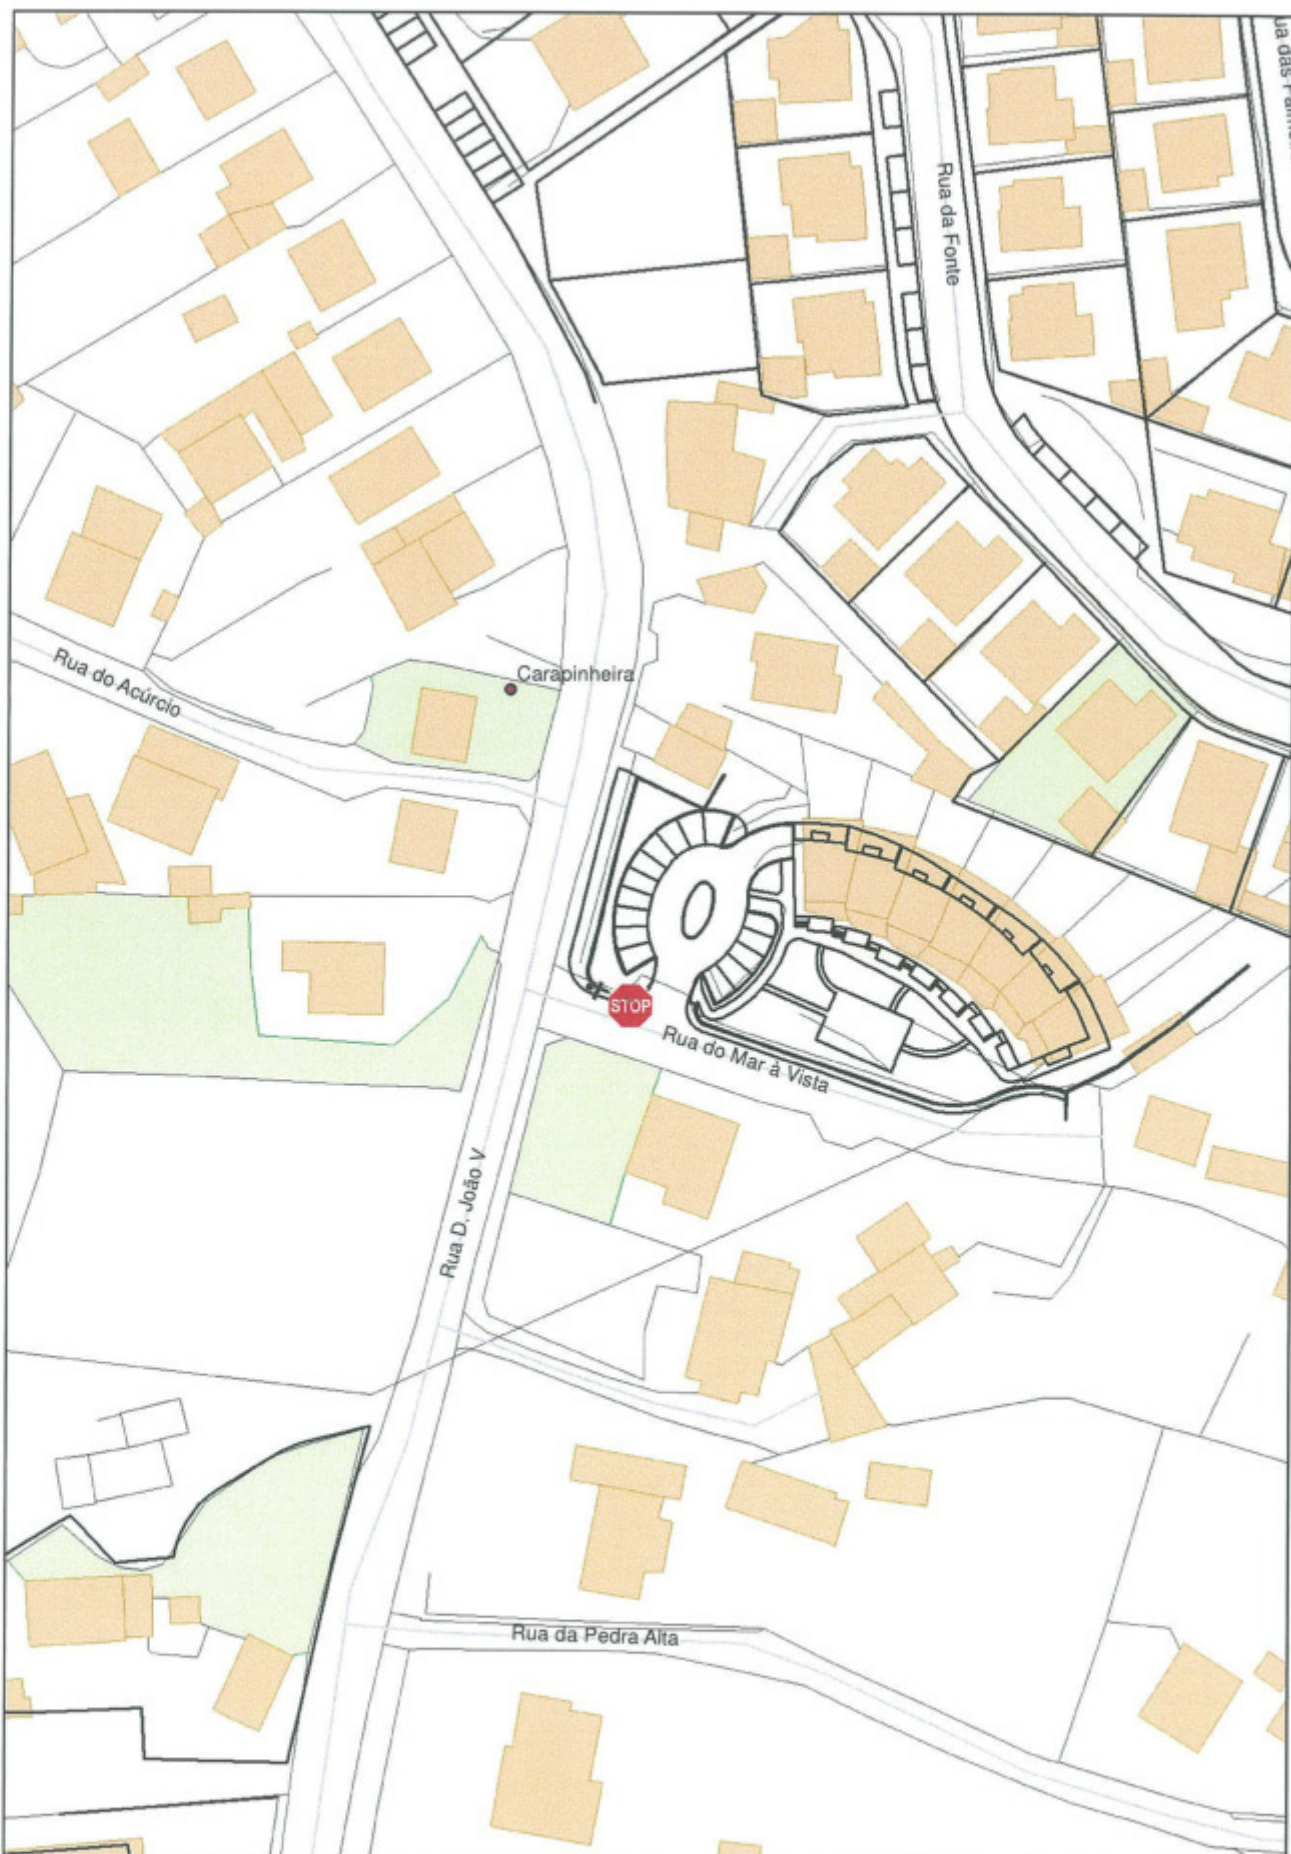 Rua da Fonte
Rua do Acúrcio
Carapinheira
STOP
Rua do Mar à Vista
Rua D. João V
Rua da Pedra Alta